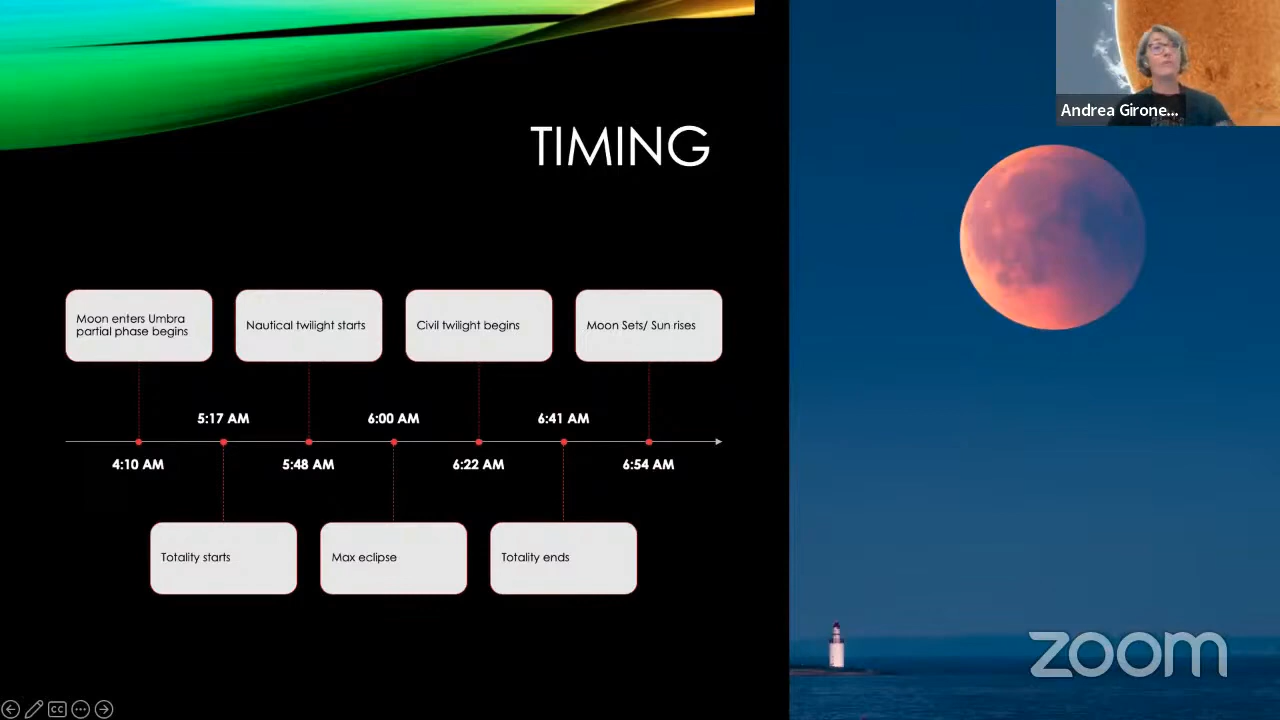 Andrea Girone...
TIMING
Moon enters Umbra
partial phase begins
Nautical twilight starts
Civil twilight begins
Moon Sets/ Sun rises
5:17 AM
6:00 AM
6:41 AM
4:10 AM
5:48 AM
6:22 AM
6:54 AM
Totality starts
Max eclipse
Totality ends
zoom
CC